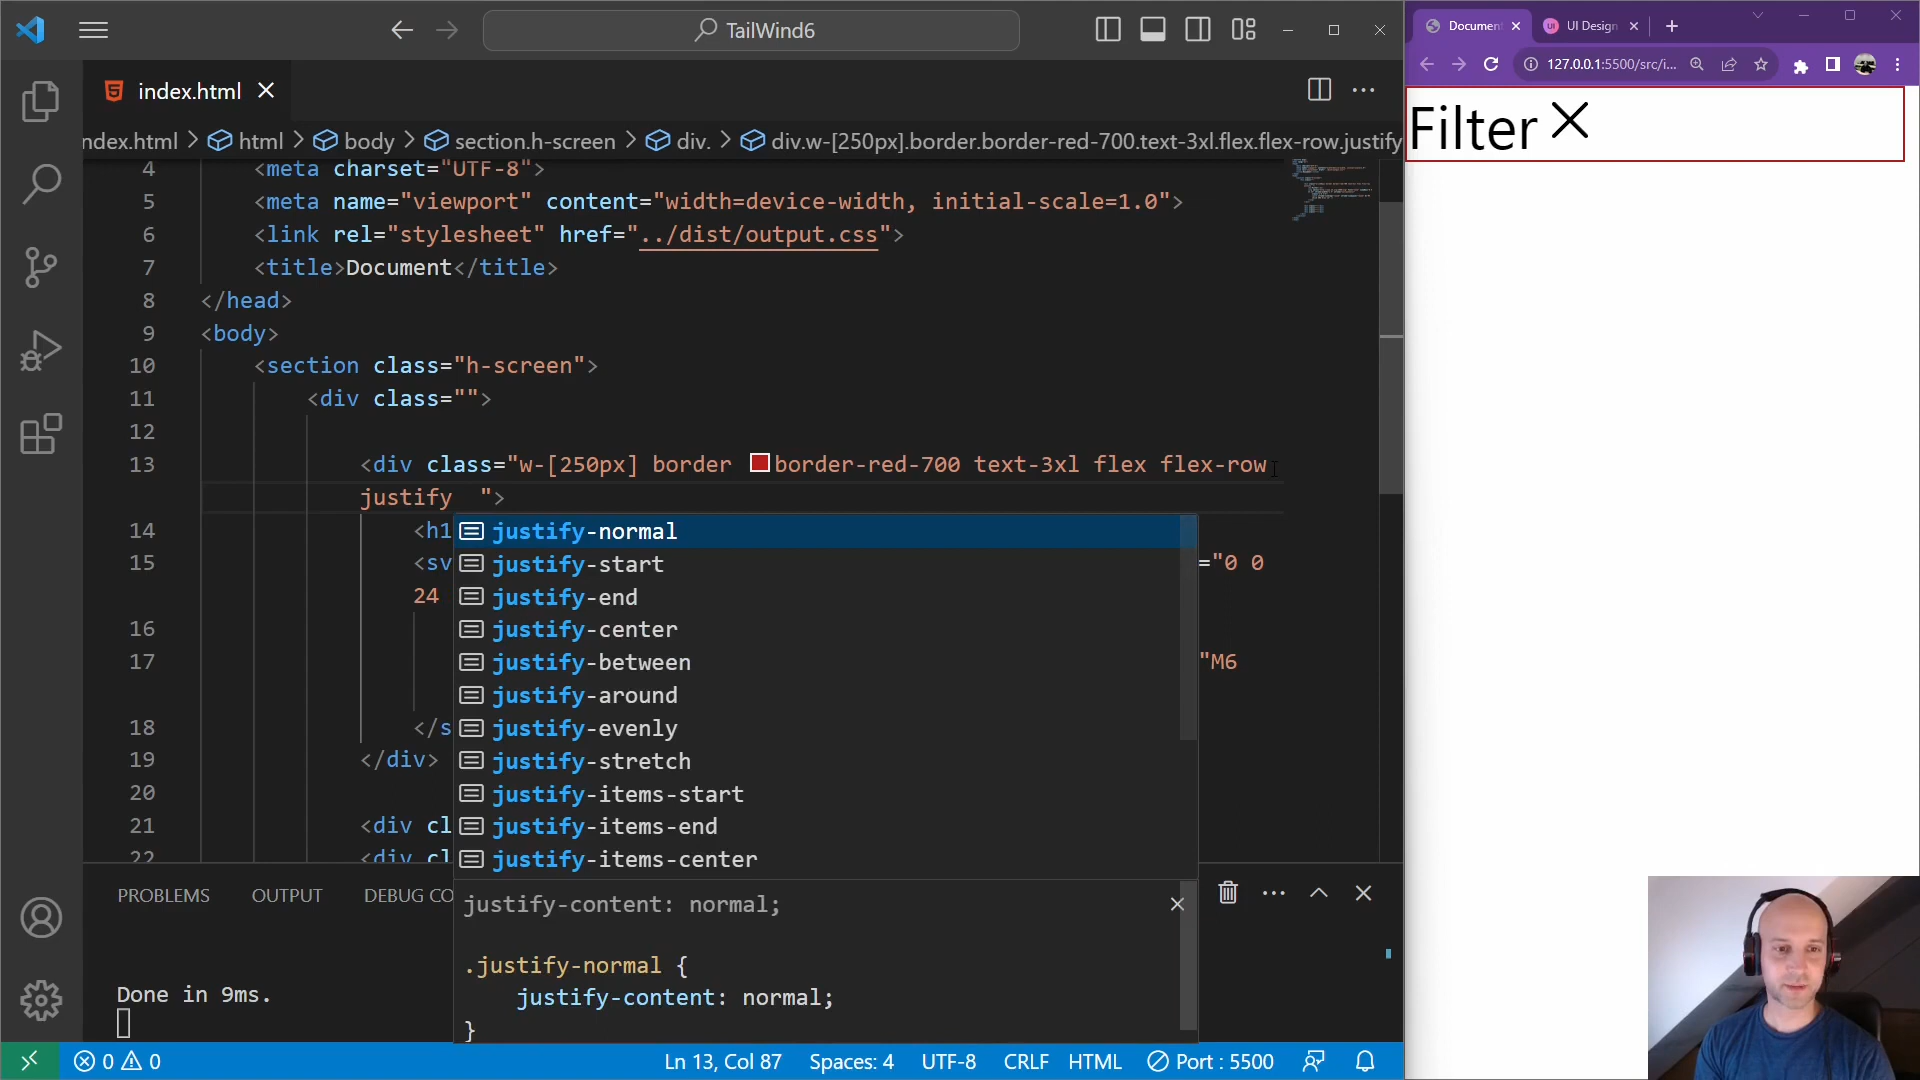 TailWind6
index.html
ndex.html > html > body > section.h-screen > div. > div.w-[250px].border.border-red-700.text-3xl.flex.flex-row.justify
4 <meta charset="UTF-8">
5 <meta name="viewport" content="width=device-width, initial-scale=1.0">
6 <link rel="stylesheet" href="../dist/output.css">
7 <title>Document</title>
8 </head>
9 <body>
10 <section class="h-screen">
11 <div class="">
12
13 <div class="w-[250px] border border-red-700 text-3xl flex flex-row
justify  ">
14 <h1
15 <sv ="0 0
24
16
17 "M6
18 </s
19 </div>
20
21 <div cl
22 <div cl
justify-normal
justify-start
justify-end
justify-center
justify-between
justify-around
justify-evenly
justify-stretch
justify-items-start
justify-items-end
justify-items-center
justify-content: normal;
.justify-normal {
justify-content: normal;
}
PROBLEMS OUTPUT DEBUG CO
Done in 9ms.
0 0 Ln 13, Col 87 Spaces: 4 UTF-8 CRLF HTML Port : 5500
Documen UI Design
127.0.0.1:5500/src/i...
Filter